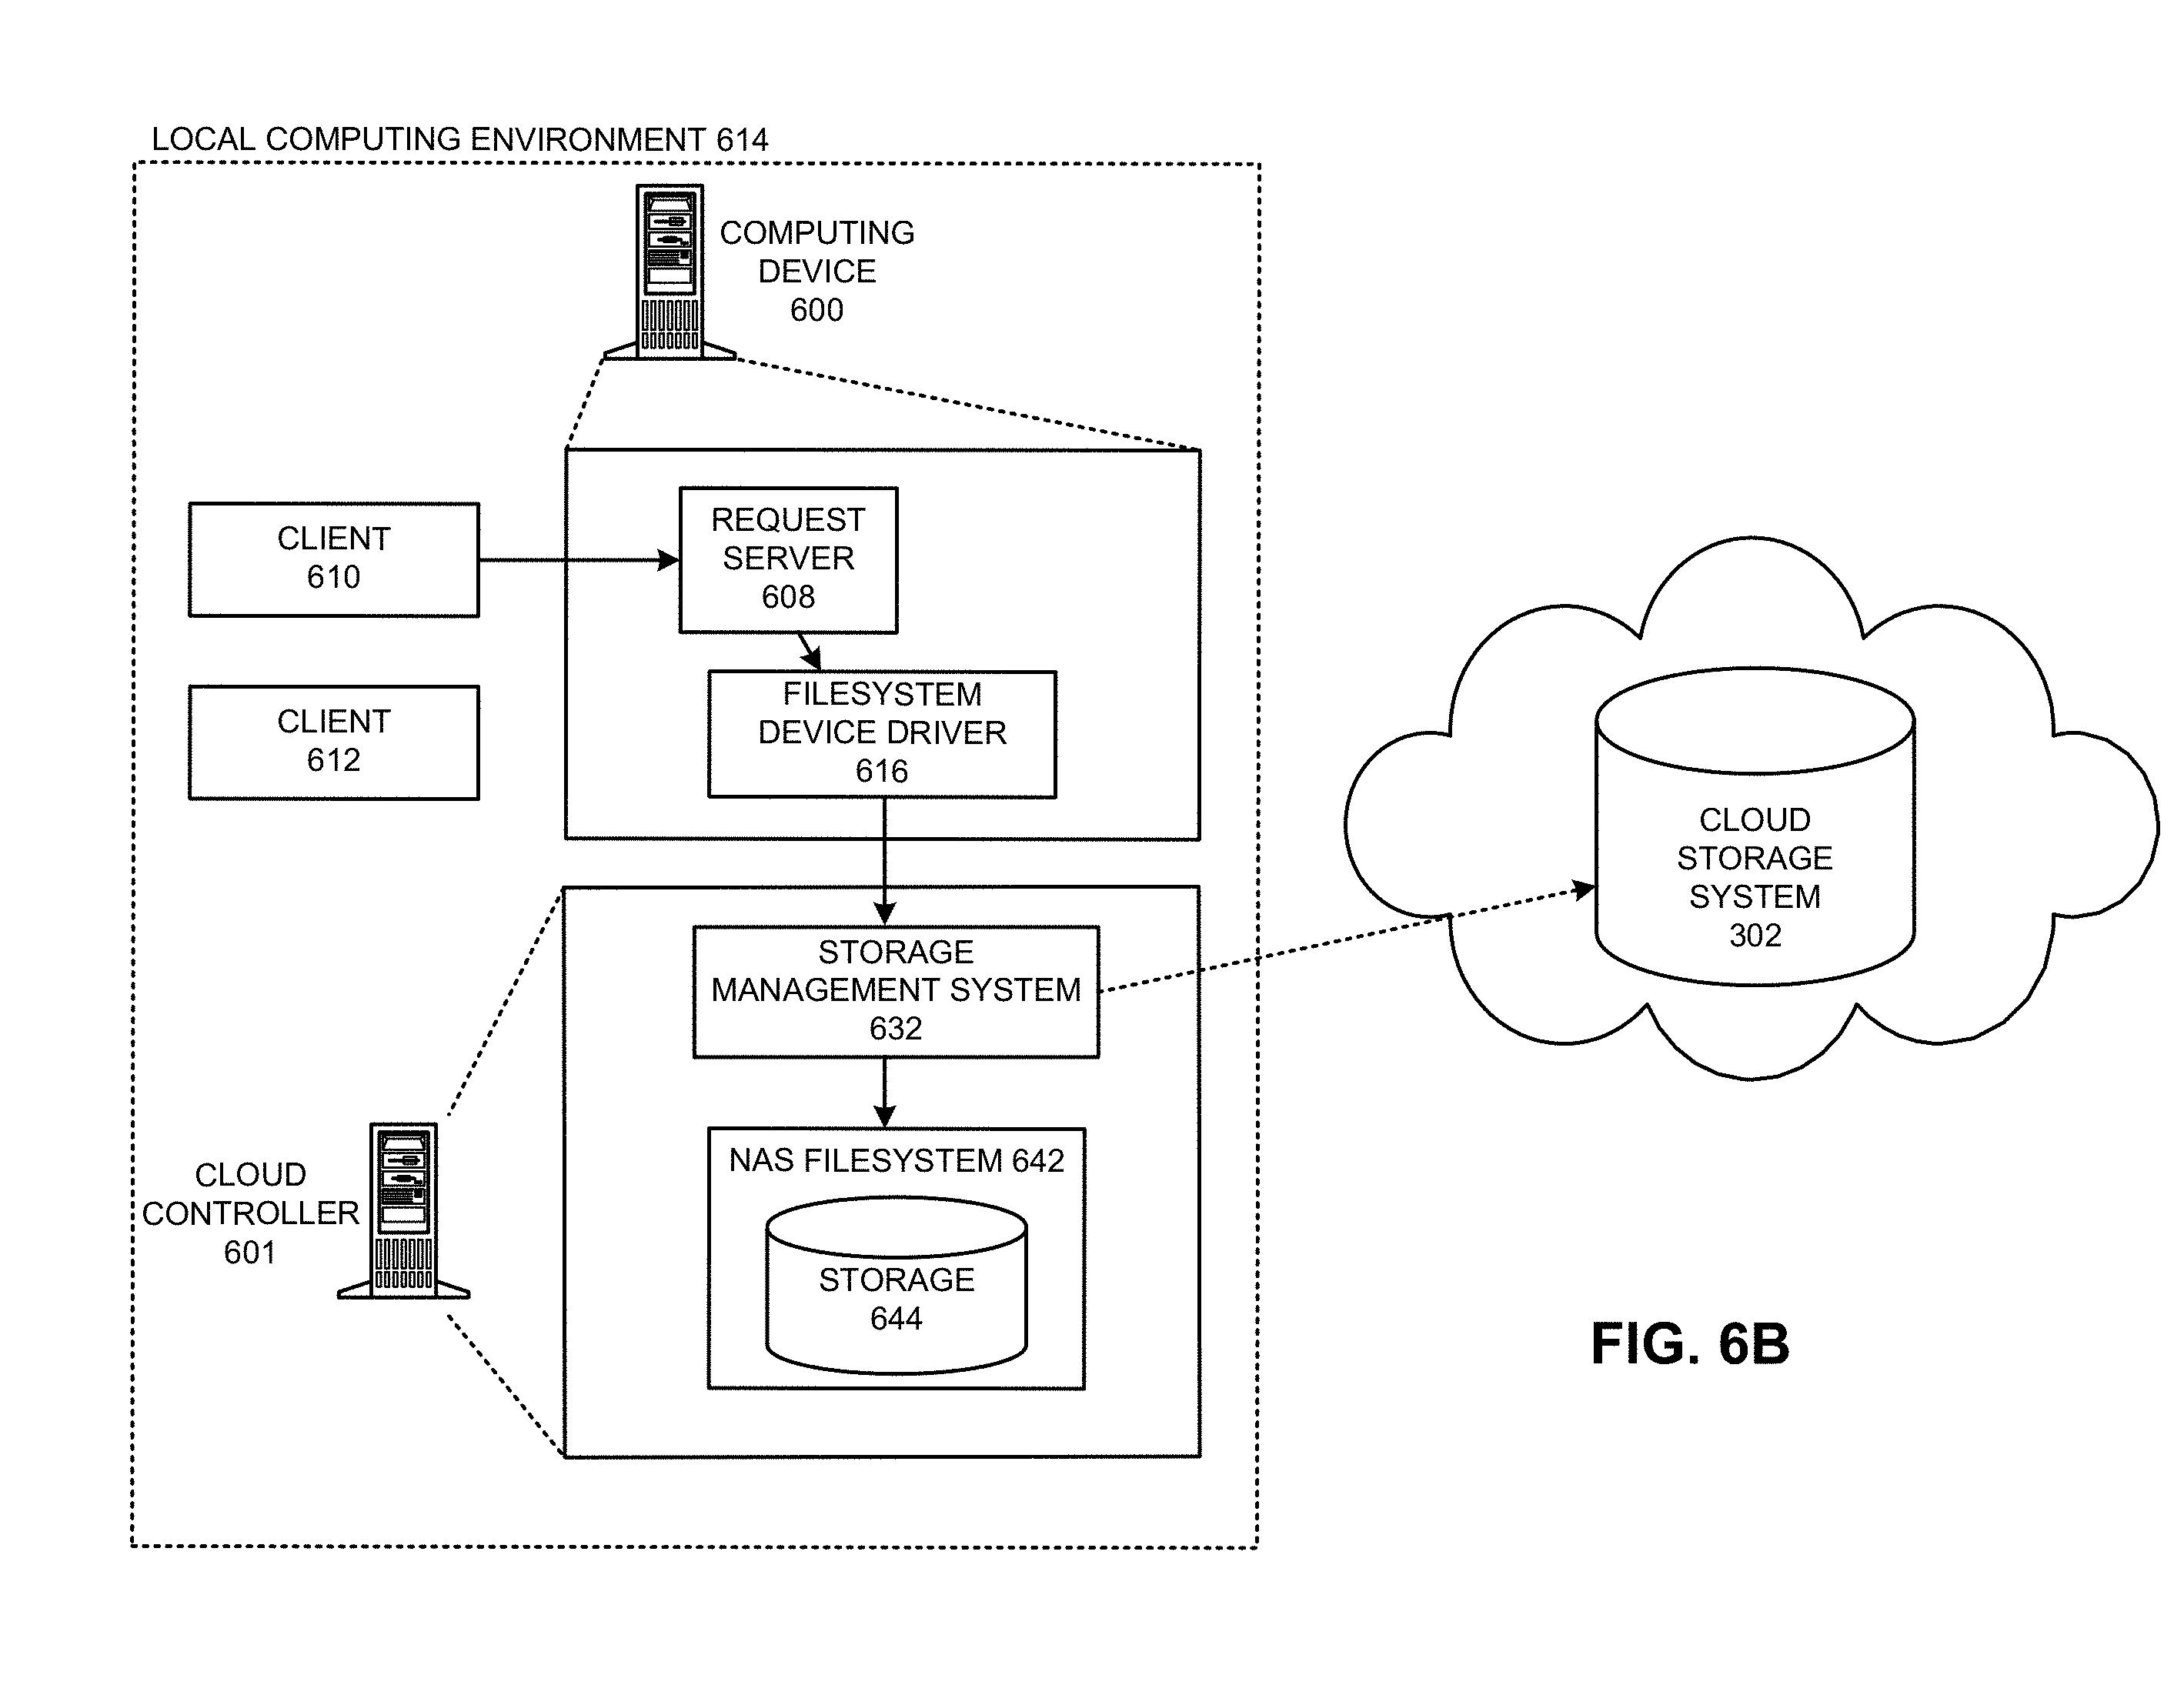 LOCAL COMPUTING ENVIRONMENT 614
COMPUTING
DEVICE
600
CLIENT
610
REQUEST
SERVER
608
CLIENT
612
FILESYSTEM
DEVICE DRIVER
616
CLOUD
STORAGE
SYSTEM
302
STORAGE
MANAGEMENT SYSTEM
632
CLOUD
CONTROLLER
601
NAS FILESYSTEM 642
STORAGE
644
FIG. 6B